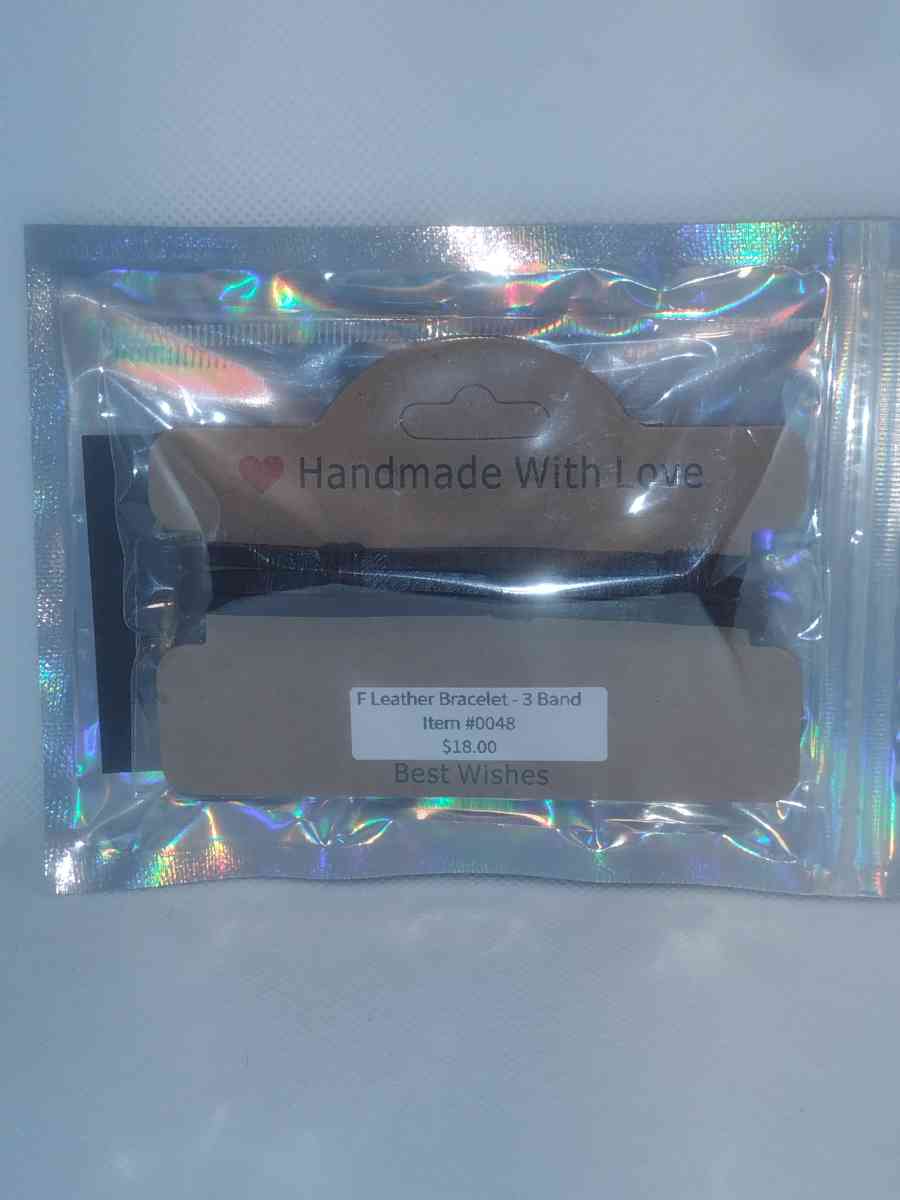 Handmade With Love
F Leather Bracelet - 3 Band
Item #0048
$18.00
Best Wishes